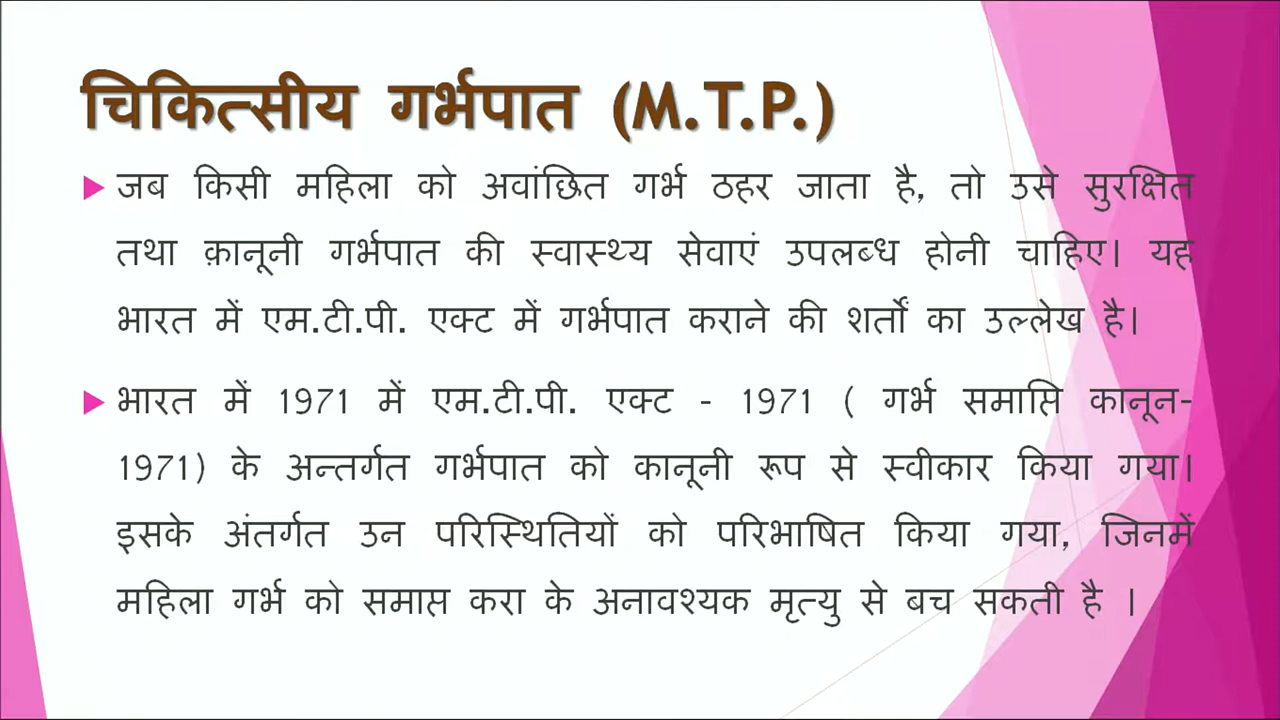 चिकित्सीय गर्भपात (M.T.P.)
जब किसी महिला को अवांछित गर्भ ठहर जाता है, तो उसे सुरक्षित
तथा क़ानूनी गर्भपात की स्वास्थ्य सेवाएं उपलब्ध होनी चाहिए। यह
भारत में एम.टी.पी. एक्ट में गर्भपात कराने की शर्तों का उल्लेख है।
भारत में 1971 में एम.टी.पी. एक्ट - 1971 ( गर्भ समाप्ति कानून-
1971) के अन्तर्गत गर्भपात को कानूनी रूप से स्वीकार किया गया।
इसके अंतर्गत उन परिस्थितियों को परिभाषित किया गया, जिनमें
महिला गर्भ को समाप्त करा के अनावश्यक मृत्यु से बच सकती है ।